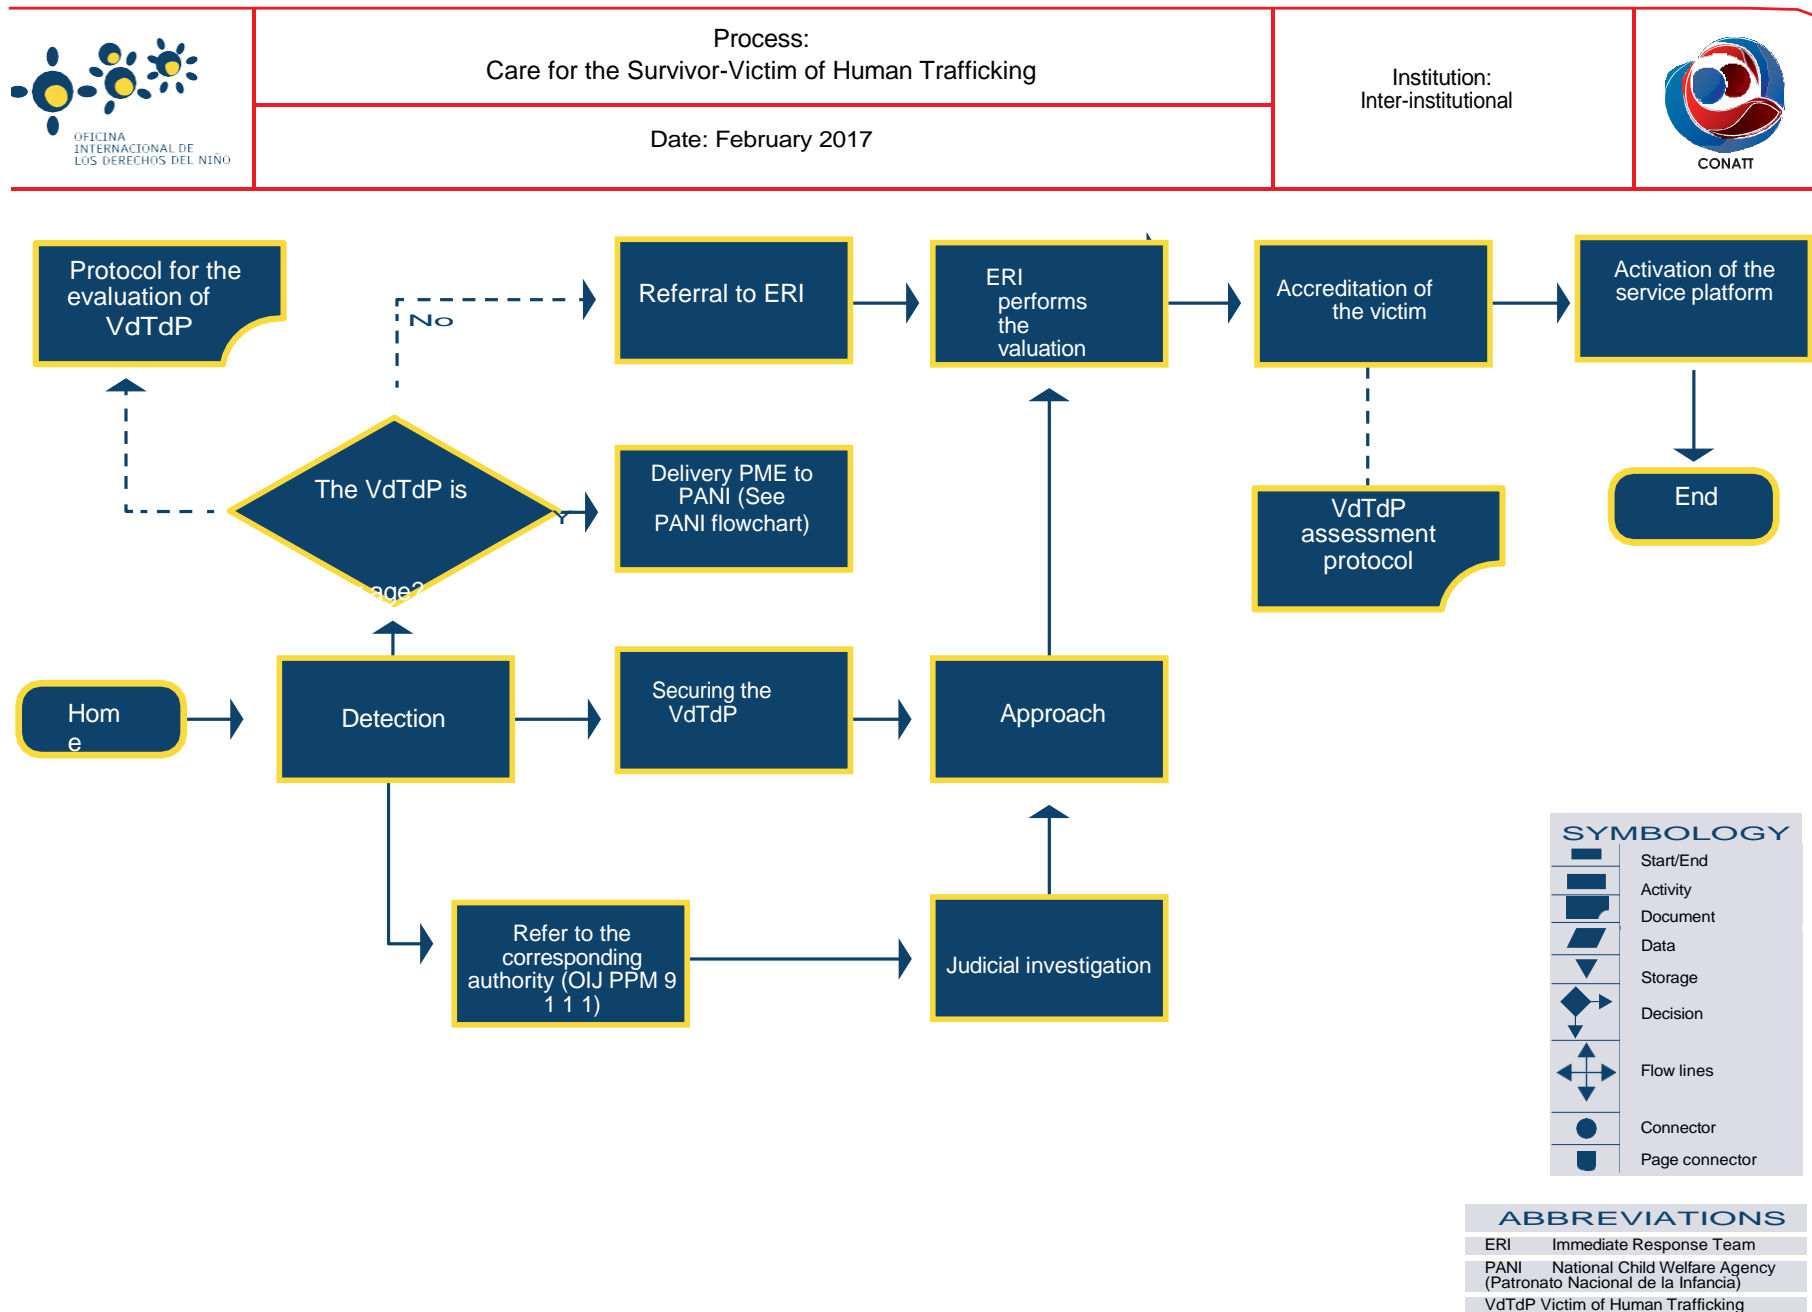 OFICINA
INTERNACIONAL DE
LOS DERECHOS DEL NIÑO
Process:
Care for the Survivor-Victim of Human Trafficking
Date: February 2017
Institution:
Inter-institutional
CONATT
Protocol for the
evaluation of
VdTdP
No
Referral to ERI
ERI
performs
the
valuation
Accreditation of
the victim
Activation of the
service platform
The VdTdP is
age?
Y
Delivery PME to
PANI (See
PANI flowchart)
VdTdP
assessment
protocol
End
Hom
e
Detection
Securing the
VdTdP
Approach
Refer to the
corresponding
authority (OIJ PPM 9
1 1 1)
Judicial investigation
SYMBOLOGY
Start/End
Activity
Document
Data
Storage
Decision
Flow lines
Connector
Page connector
ABBREVIATIONS
ERI Immediate Response Team
PANI National Child Welfare Agency
(Patronato Nacional de la Infancia)
VdTdP Victim of Human Trafficking